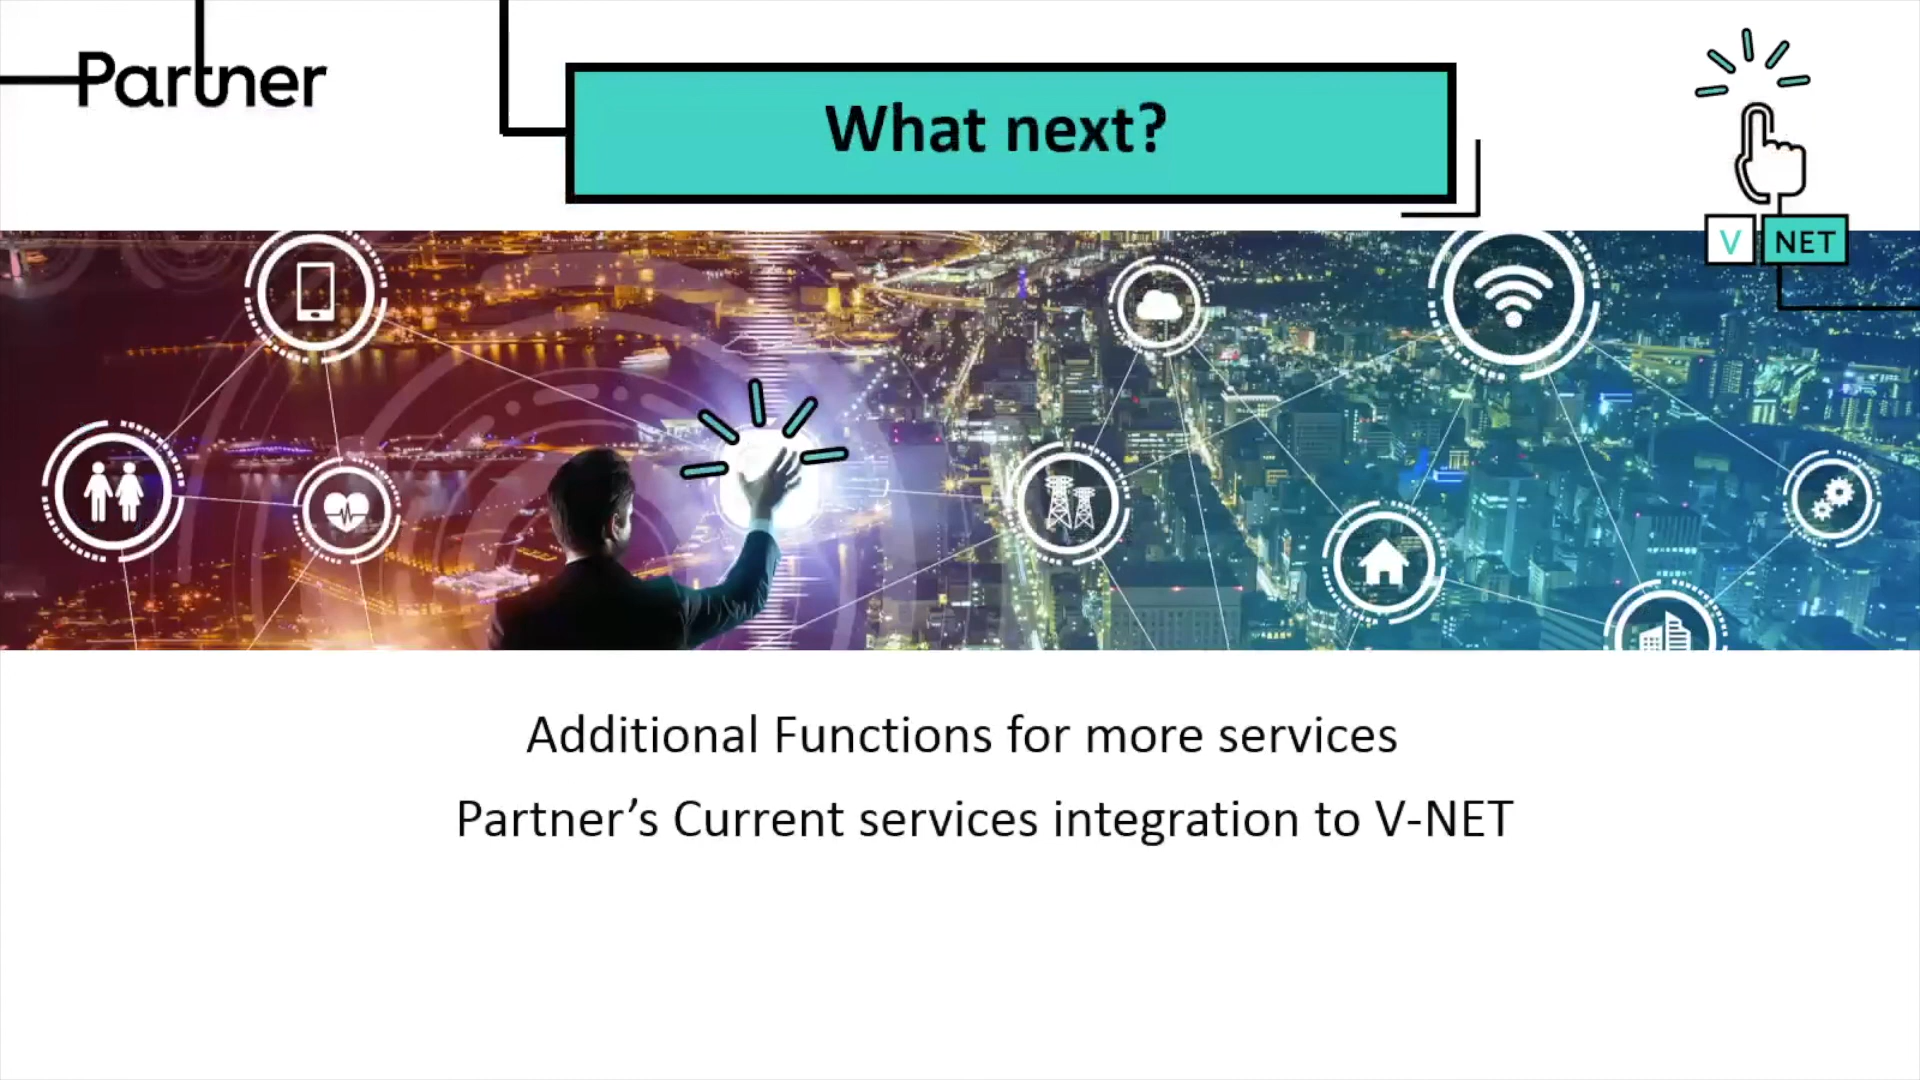 Partner
What next?
V NET
Additional Functions for more services
Partner’s Current services integration to V-NET